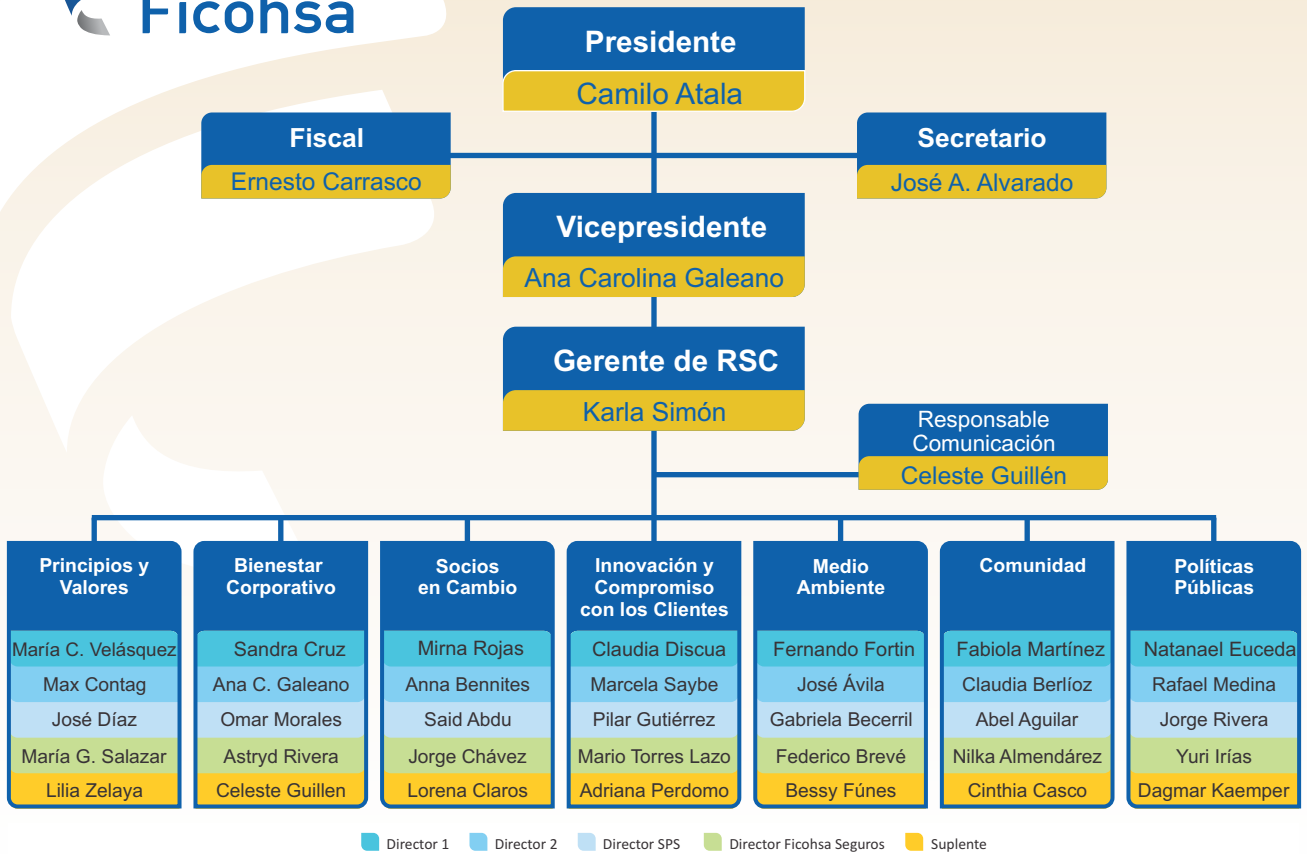 Ficohsa
Presidente
Camilo Atala
Fiscal
Ernesto Carrasco
Secretario
José A. Alvarado
Vicepresidente
Ana Carolina Galeano
Gerente de RSC
Karla Simón
Responsable
Comunicación
Celeste Guillén
Principios y
Valores
María C. Velásquez
Max Contag
José Díaz
María G. Salazar
Lilia Zelaya
Bienestar
Corporativo
Sandra Cruz
Ana C. Galeano
Omar Morales
Astryd Rivera
Celeste Guillen
Socios
en Cambio
Mirna Rojas
Anna Bennites
Said Abdu
Jorge Chávez
Lorena Claros
Innovación y
Compromiso
con los Clientes
Claudia Discua
Marcela Saybe
Pilar Gutiérrez
Mario Torres Lazo
Adriana Perdomo
Medio
Ambiente
Fernando Fortin
José Ávila
Gabriela Becerril
Federico Brevé
Bessy Fúnes
Comunidad
Fabiola Martínez
Claudia Berlíoz
Abel Aguilar
Nilka Almendárez
Cinthia Casco
Políticas
Públicas
Natanael Euceda
Rafael Medina
Jorge Rivera
Yuri Irías
Dagmar Kaemper
Director 1 Director 2 Director SPS Director Ficohsa Seguros Suplente